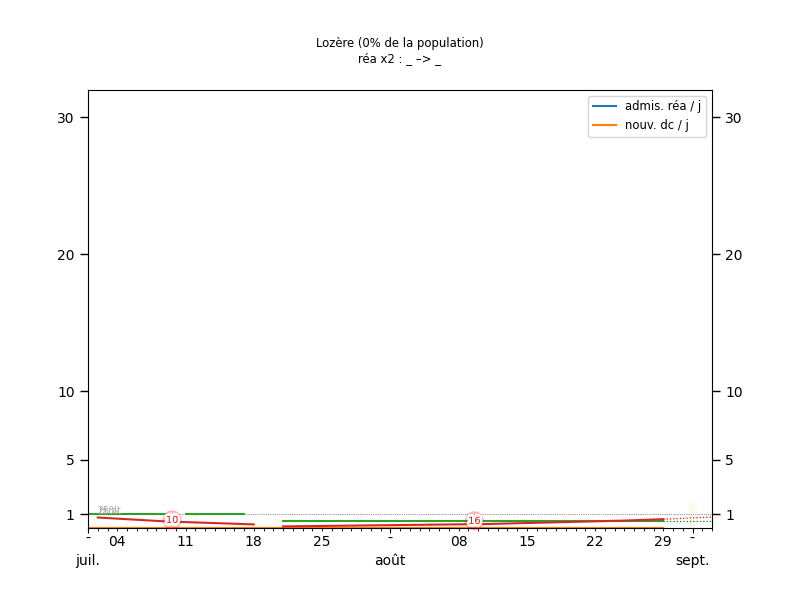 Lozère (0% de la population)
réa x2 : _ –> _
admis. réa / j
nouv. dc / j
30 30
20 20
10 10
5 5
1 1
10
16
- 04 11 18 25 - 08 15 22 29 -
juil. août sept.